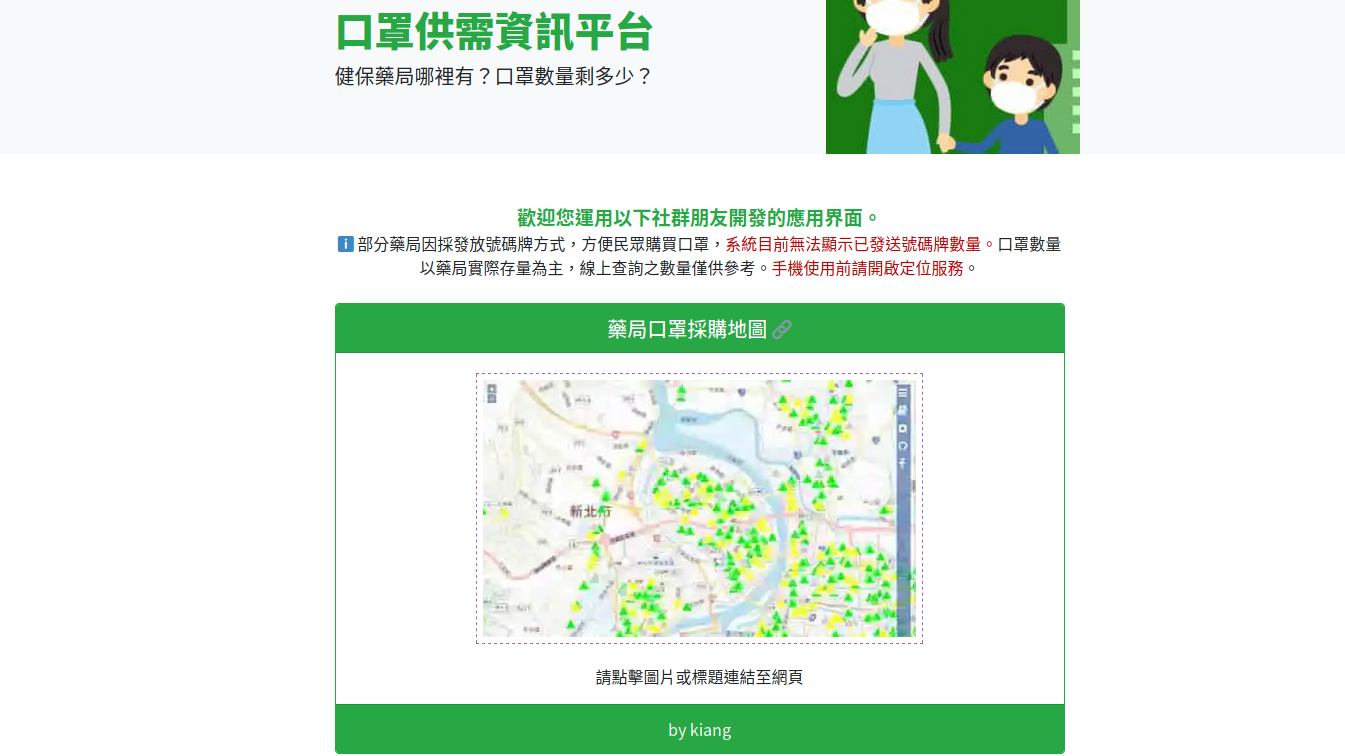 口罩供需資訊平台
健保藥局哪裡有？口罩數量剩多少？
歡迎您運用以下社群朋友開發的應用界面。
部分藥局因採發放號碼牌方式，方便民眾購買口罩，系統目前無法顯示已發送號碼牌數量。口罩數量
以藥局實際存量為主，線上查詢之數量僅供參考。手機使用前請開啟定位服務。
藥局口罩採購地圖
新北市
請點擊圖片或標題連結至網頁
by kiang